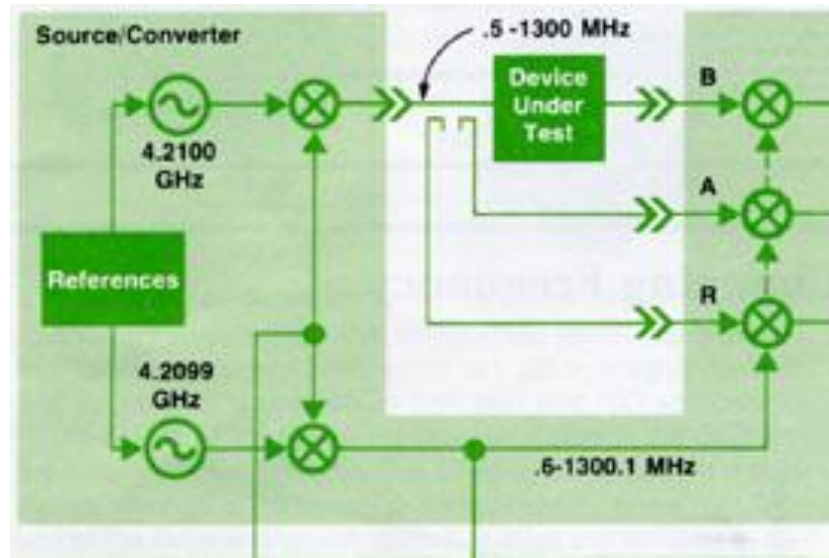 Source/Converter
.5 -1300 MHz
Device
Under
Test
B
4.2100
GHz
A
References
R
4.2099
GHz
.6-1300.1 MHz